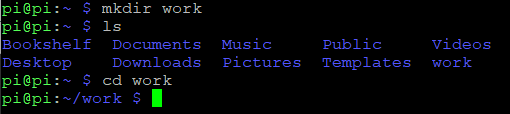 pi@pi:~ $ mkdir work
pi@pi:~ $ ls
Bookshelf  Documents  Music     Public     Videos
Desktop    Downloads  Pictures  Templates  work
pi@pi:~ $ cd work
pi@pi:~/work $